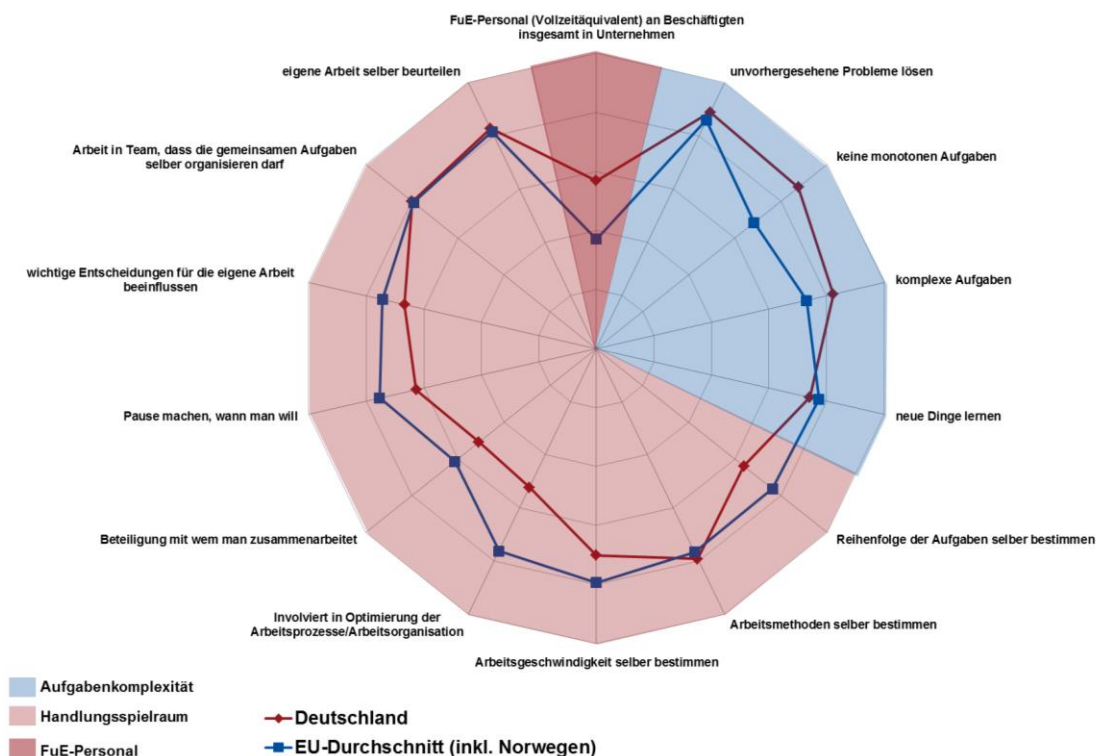 FuE-Personal (Vollzeitäquivalent) an Beschäftigten
insgesamt in Unternehmen
unvorhergesehene Probleme lösen
keine monotonen Aufgaben
komplexe Aufgaben
neue Dinge lernen
Reihenfolge der Aufgaben selber bestimmen
Arbeitsmethoden selber bestimmen
Arbeitsgeschwindigkeit selber bestimmen
Involviert in Optimierung der
Arbeitsprozesse/Arbeitsorganisation
Beteiligung mit wem man zusammenarbeitet
Pause machen, wann man will
wichtige Entscheidungen für die eigene Arbeit
beeinflussen
Arbeit in Team, dass die gemeinsamen Aufgaben
selber organisieren darf
eigene Arbeit selber beurteilen
Aufgabenkomplexität
Handlungsspielraum
FuE-Personal
Deutschland
EU-Durchschnitt (inkl. Norwegen)